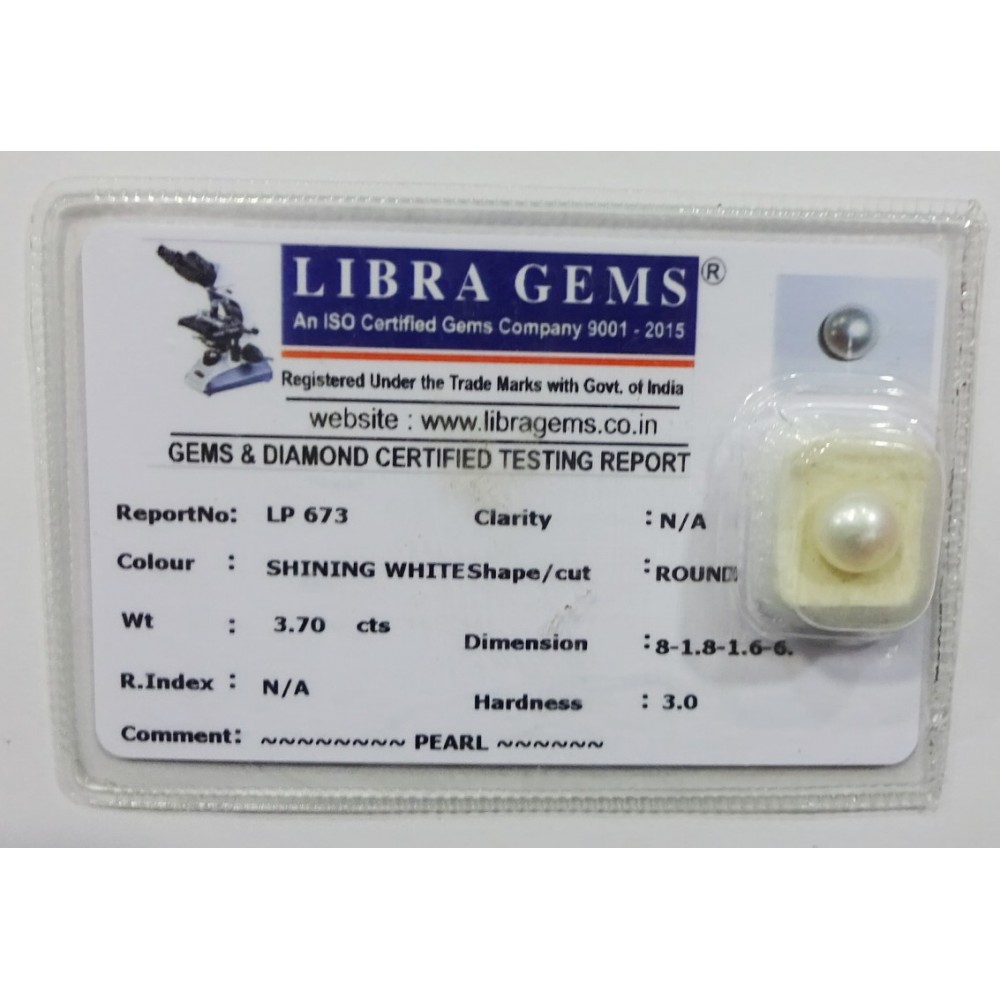 LIBRA GEMS®
An ISO Certified Gems Company 9001 - 2015
Registered Under the Trade Marks with Govt. of India
website : www.libragems.co.in
GEMS & DIAMOND CERTIFIED TESTING REPORT
ReportNo: LP 673 Clarity : N/A
Colour : SHINING WHITE Shape/cut : ROUND
Wt : 3.70 cts Dimension : 8-1.8-1.6-6.
R.Index : N/A Hardness : 3.0
Comment: ~~~~~~~~ PEARL ~~~~~~